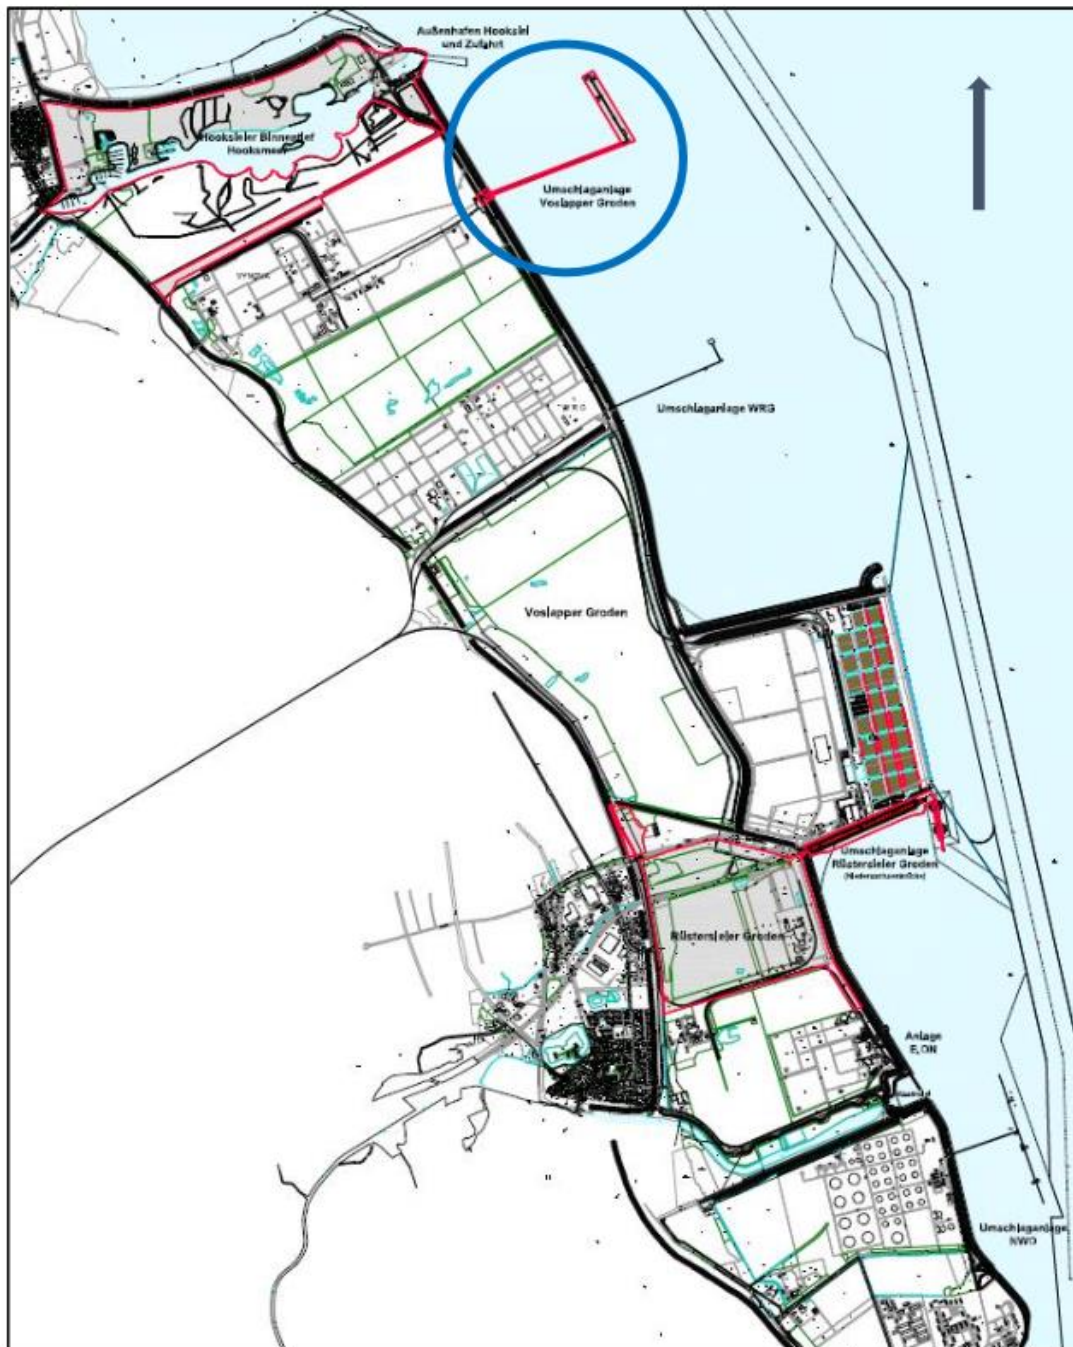 Außenhafen Hooksiel
und Zufahrt
Hooksieler Binnentief
Hooksmeer
Umschlaganlage
Voslapper Groden
Umschlaganlage WRG
W R G
Voslapper Groden
Umschlaganlage
Rüstersieler Groden
(Niedersachsenbrücke)
Rüstersieler Groden
Anlage
E.ON
Umschlaganlage
NWO